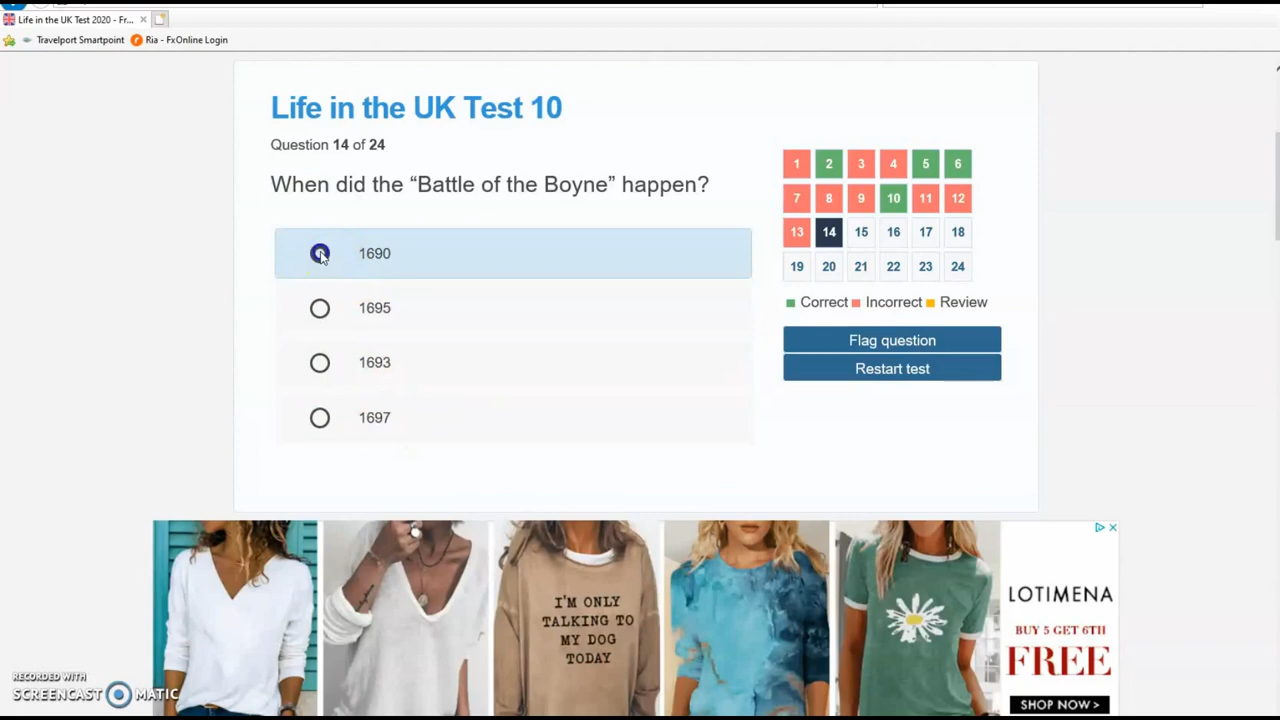 Life in the UK Test 2020 - Fr...
Travelport Smartpoint
Ria - FxOnline Login
Life in the UK Test 10
Question 14 of 24
When did the “Battle of the Boyne” happen?
1690
1695
1693
1697
1 2 3 4 5 6
7 8 9 10 11 12
13 14 15 16 17 18
19 20 21 22 23 24
Correct Incorrect Review
Flag question
Restart test
I'M ONLY
TALKING TO
MY DOG
TODAY
LOTIMENA
BUY 5 GET 6TH
FREE
SHOP NOW >
RECORDED WITH
SCREENCAST MATIC